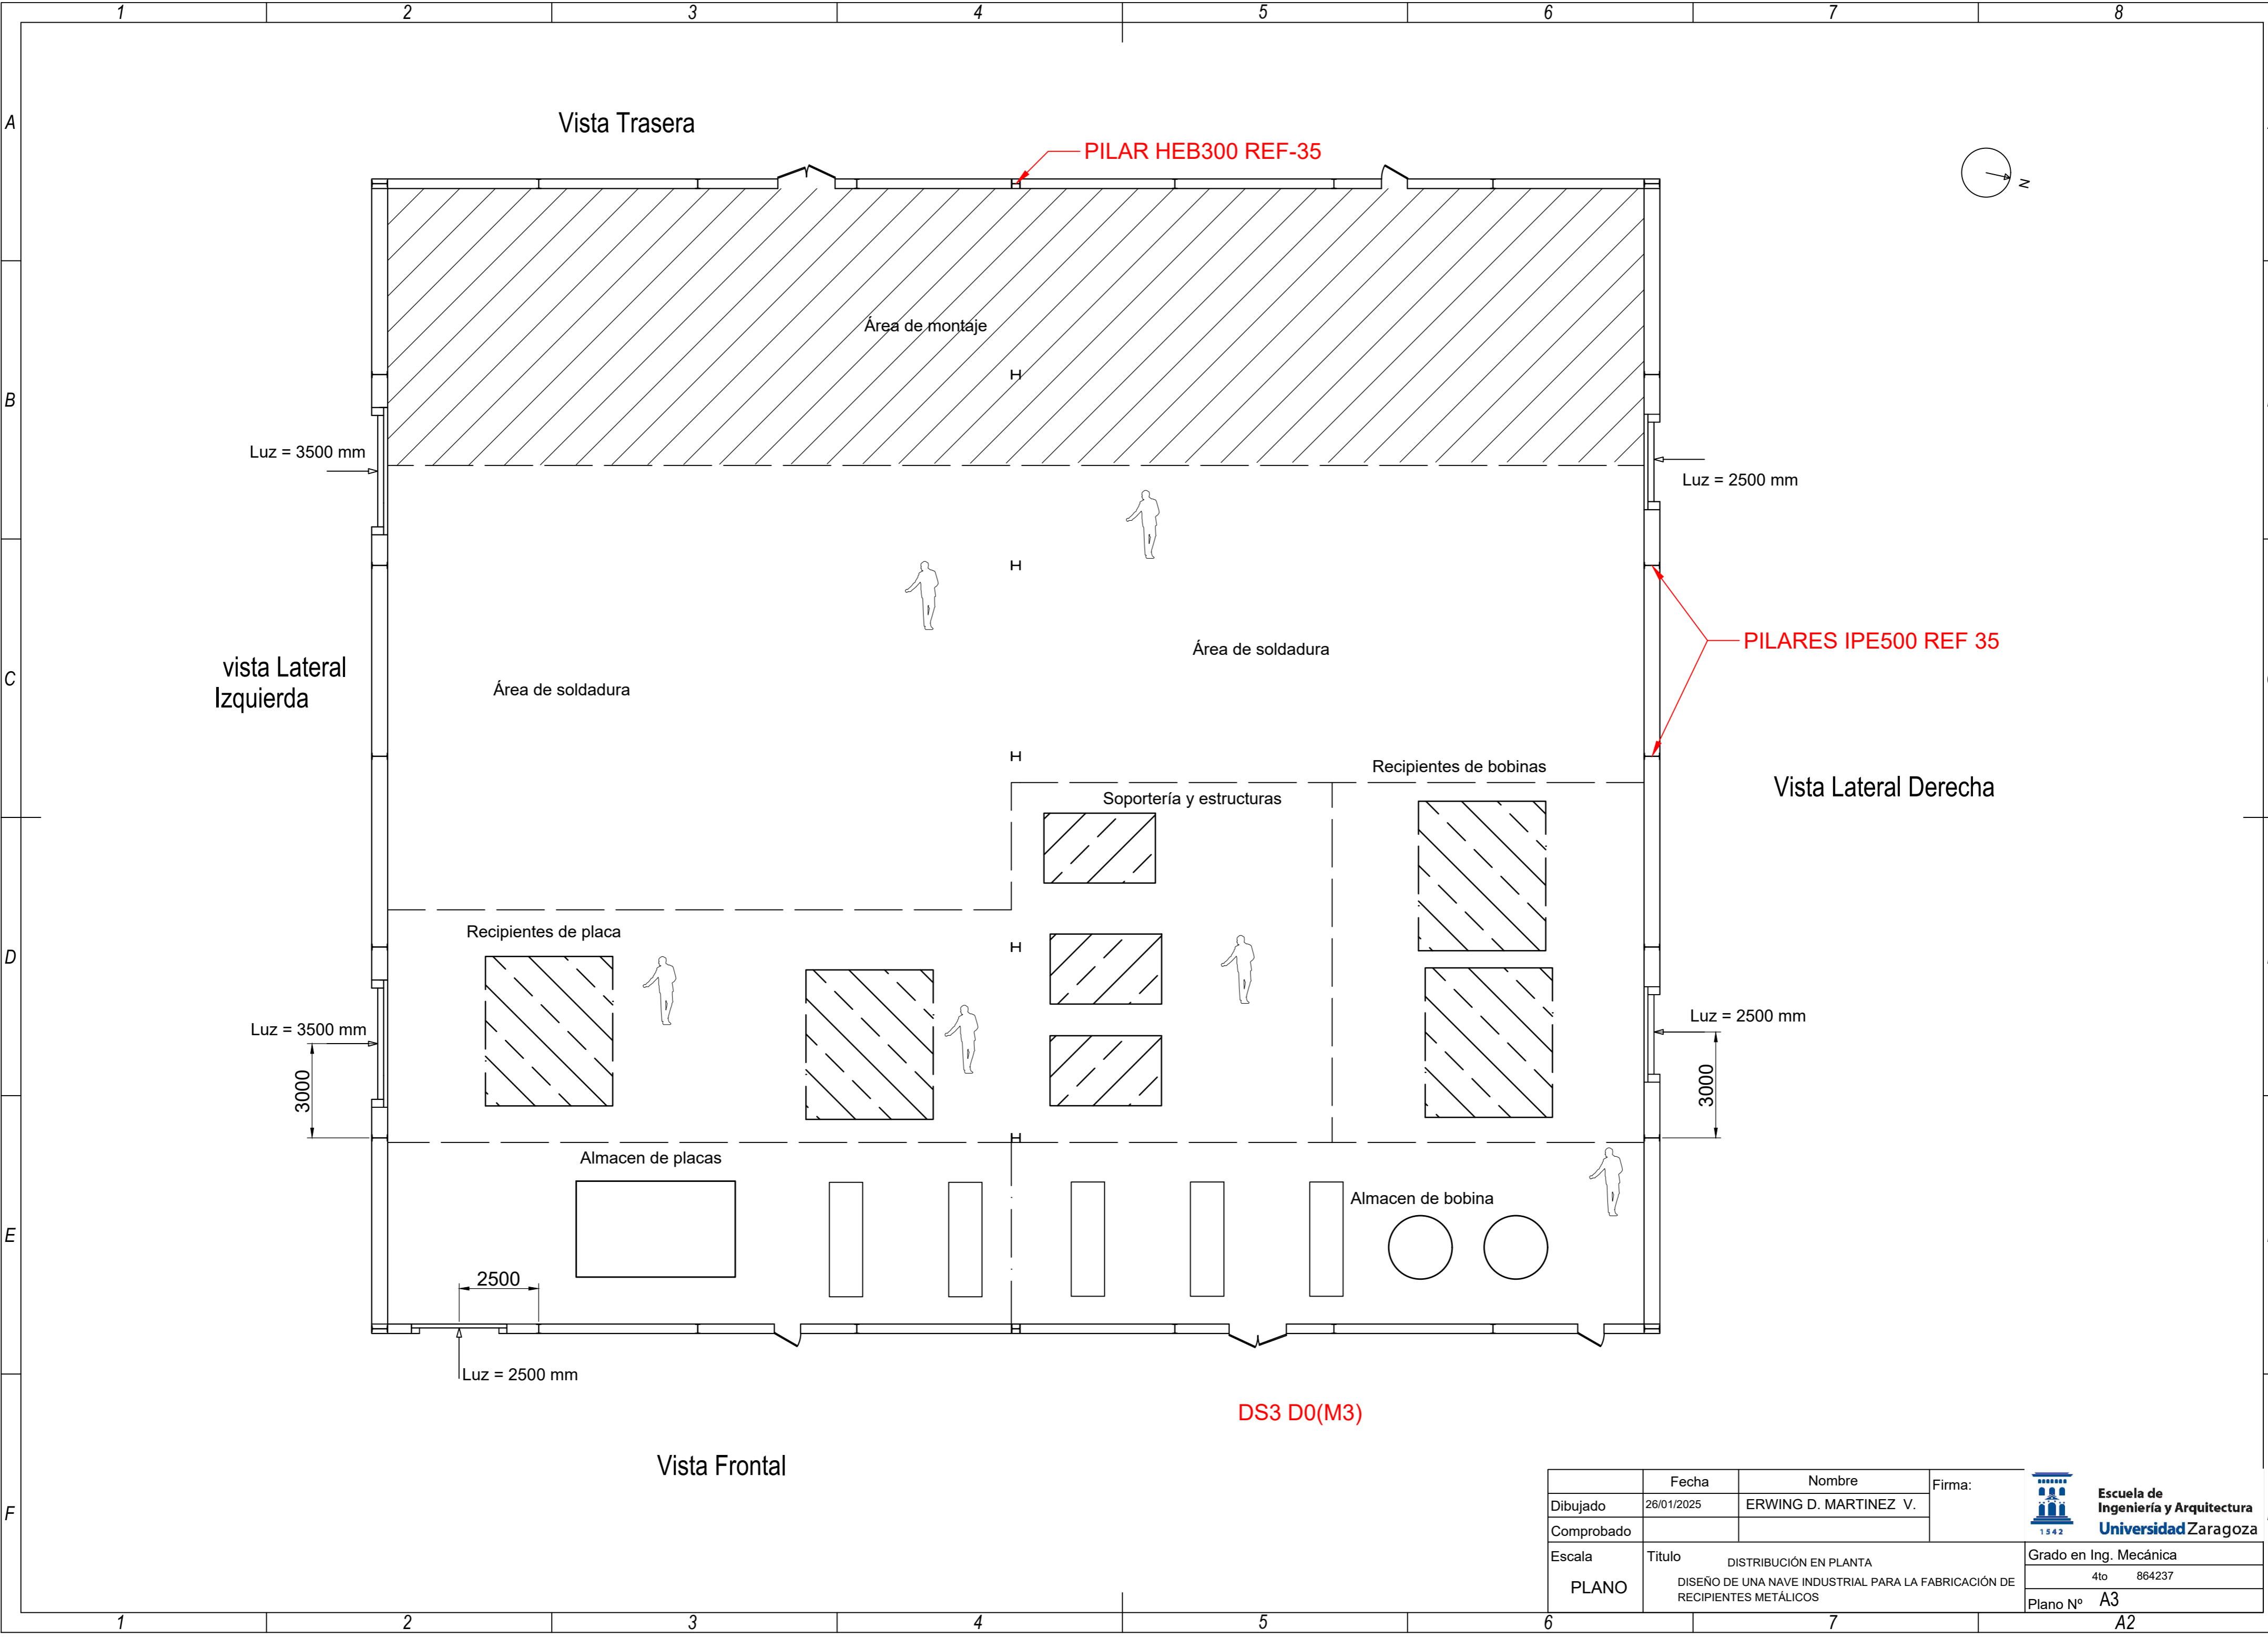 1 2 3 4 5 6 7 8
A
Vista Trasera
PILAR HEB300 REF-35
N
Área de montaje
B
Luz = 3500 mm
Luz = 2500 mm
PILARES IPE500 REF 35
Área de soldadura
vista Lateral
Izquierda
C
Área de soldadura
Recipientes de bobinas
Vista Lateral Derecha
Soportería y estructuras
Recipientes de placa
D
Luz = 3500 mm
Luz = 2500 mm
3000
3000
Almacen de placas
Almacen de bobina
E
2500
Luz = 2500 mm
DS3 D0(M3)
Vista Frontal
F
Fecha Nombre Firma:
Dibujado 26/01/2025 ERWING D. MARTINEZ V.
Comprobado
1542
Escuela de
Ingeniería y Arquitectura
Universidad Zaragoza
Escala
PLANO
Titulo
DISTRIBUCIÓN EN PLANTA
DISEÑO DE UNA NAVE INDUSTRIAL PARA LA FABRICACIÓN DE
RECIPIENTES METÁLICOS
Grado en Ing. Mecánica
4to 864237
Plano Nº A3
1 2 3 4 5 6 7 A2